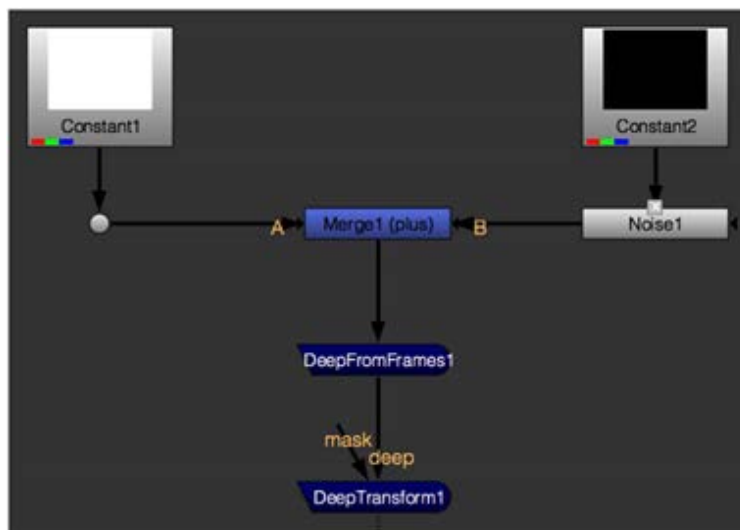 Constant1
Constant2
A
Merge1 (plus)
B
Noise1
DeepFromFrames1
mask
deep
DeepTransform1